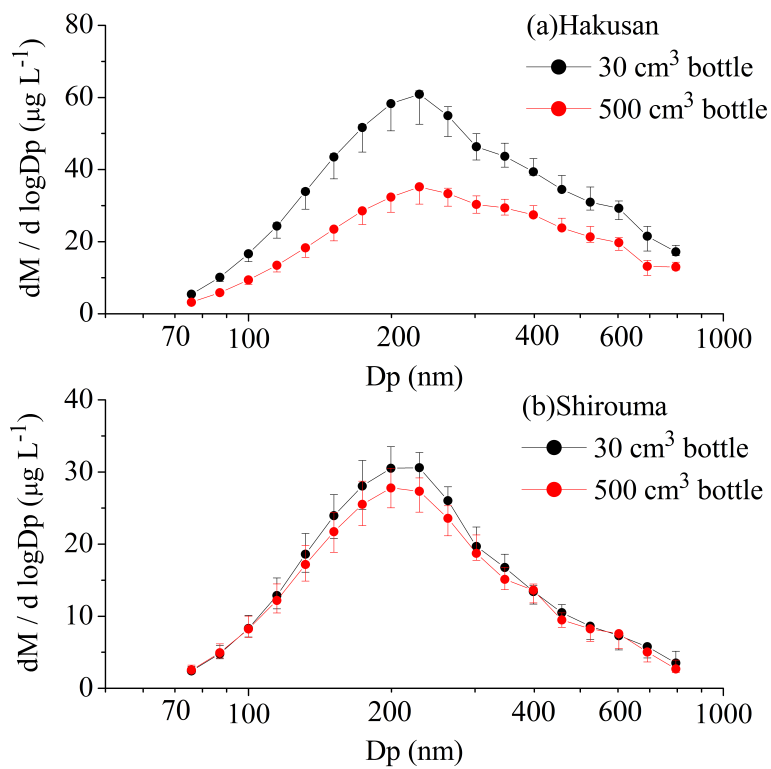 (a)Hakusan
30 cm³ bottle
500 cm³ bottle
dM / d logDp (μg L⁻¹)
80
60
40
20
0
70 100 200 400 600 1000
Dp (nm)
(b)Shirouma
30 cm³ bottle
500 cm³ bottle
dM / d logDp (μg L⁻¹)
40
30
20
10
0
70 100 200 400 600 1000
Dp (nm)